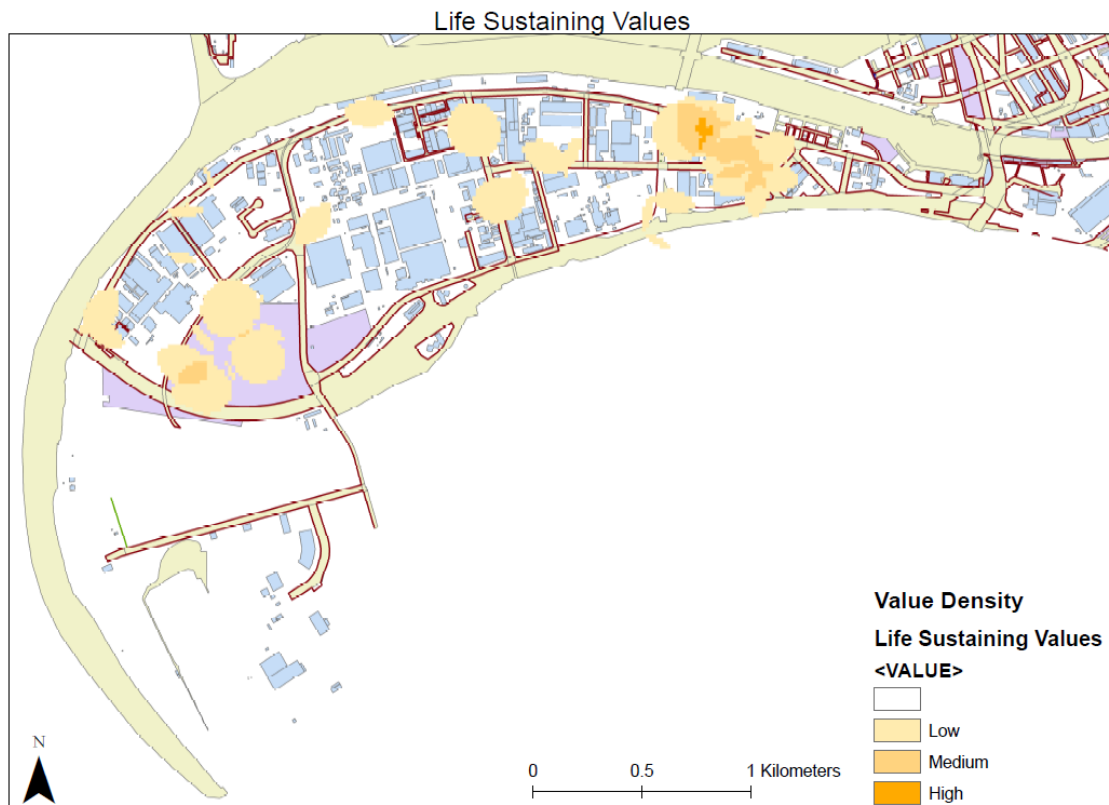 Life Sustaining Values
Value Density
Life Sustaining Values
<VALUE>
Low
Medium
High
N
0 0.5 1 Kilometers